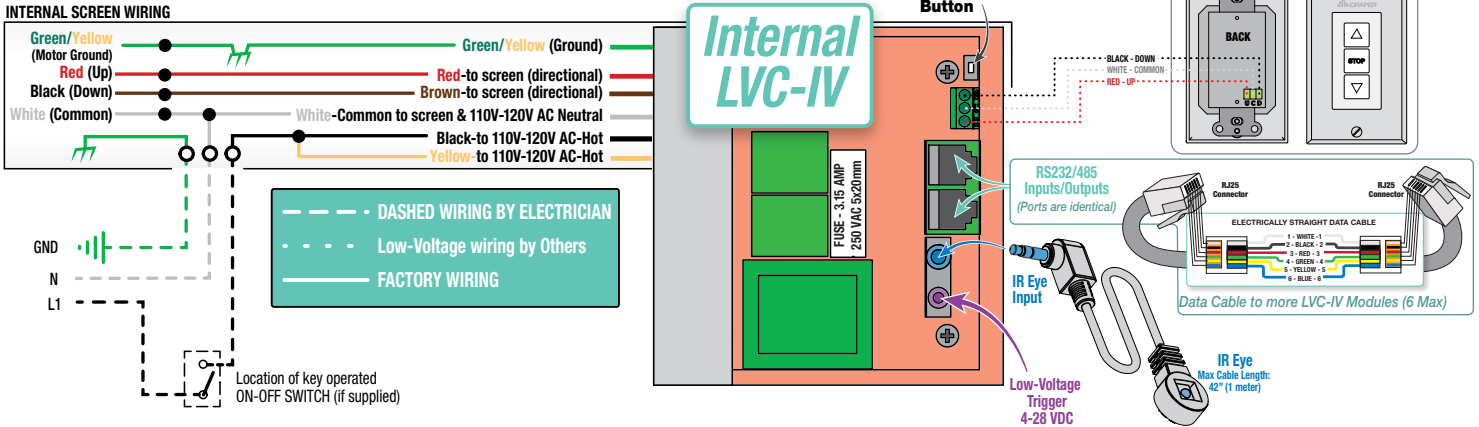 INTERNAL SCREEN WIRING
Green/Yellow
(Motor Ground)
Red (Up)
Black (Down)
White (Common)
Green/Yellow (Ground)
Red-to screen (directional)
Brown-to screen (directional)
White-Common to screen & 110V-120V AC Neutral
Black-to 110V-120V AC-Hot
Yellow-to 110V-120V AC-Hot
GND
N
L1
DASHED WIRING BY ELECTRICIAN
Low-Voltage wiring by Others
FACTORY WIRING
Location of key operated
ON-OFF SWITCH (if supplied)
Internal
LVC-IV
Button
FUSE - 3.15 AMP
250 VAC 5x20mm
BLACK - DOWN
WHITE - COMMON
RED - UP
BACK
U C D
DRAPER
STOP
RS232/485
Inputs/Outputs
(Ports are identical)
RJ25
Connector
RJ25
Connector
ELECTRICALLY STRAIGHT DATA CABLE
1 - WHITE -1
2 - BLACK - 2
3 - RED - 3
4 - GREEN - 4
5 - YELLOW - 5
6 - BLUE - 6
Data Cable to more LVC-IV Modules (6 Max)
IR Eye
Input
IR Eye
Max Cable Length:
42" (1 meter)
Low-Voltage
Trigger
4-28 VDC